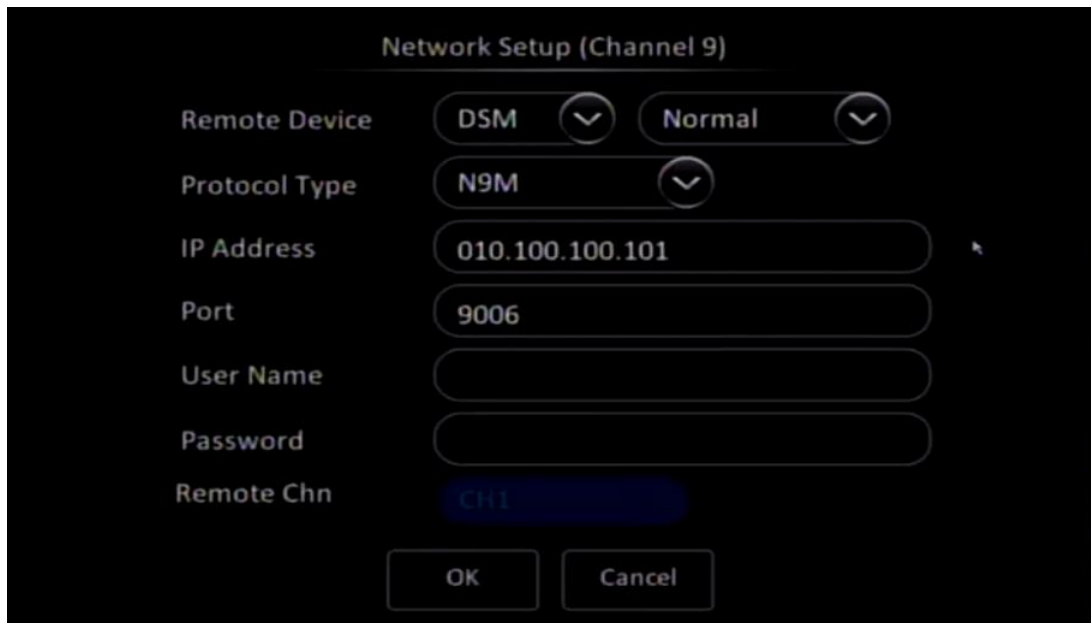 Network Setup (Channel 9)
Remote Device DSM Normal
Protocol Type N9M
IP Address 010.100.100.101
Port 9006
User Name
Password
Remote Chn CH1
OK Cancel